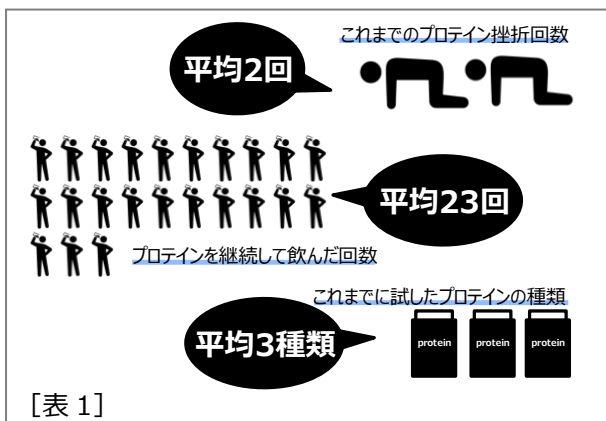 これまでのプロテイン挫折回数
平均2回
平均23回
プロテインを継続して飲んだ回数
これまでに試したプロテインの種類
平均3種類
protein protein protein
［表 1］